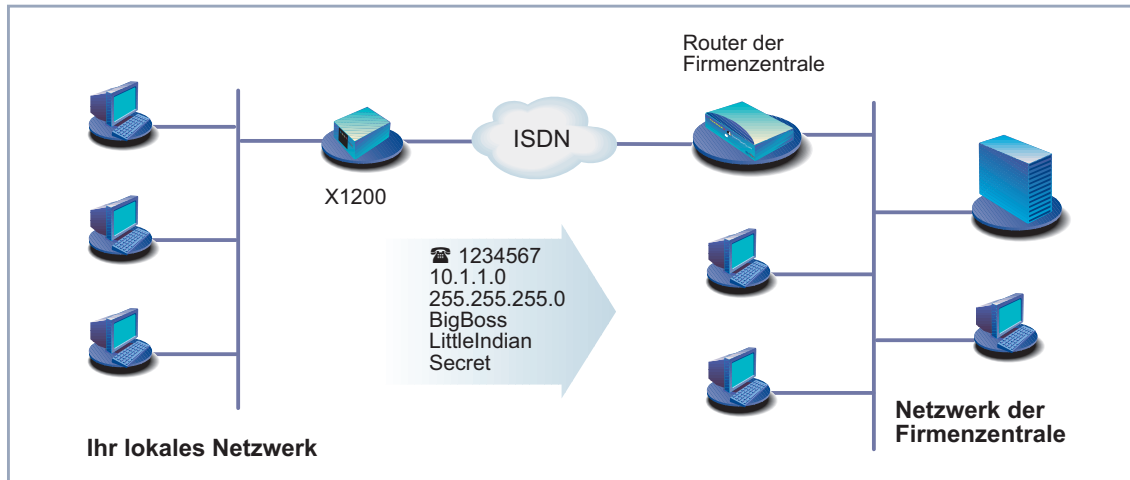 Router der
Firmenzentrale
ISDN
X1200
☎ 1234567
10.1.1.0
255.255.255.0
BigBoss
LittleIndian
Secret
Ihr lokales Netzwerk
Netzwerk der
Firmenzentrale